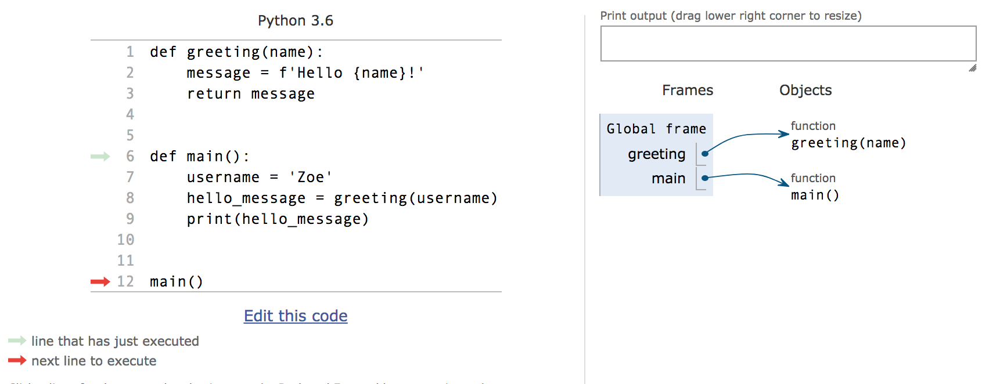 Python 3.6
1 def greeting(name):
2     message = f'Hello {name}!'
3     return message
4
5
6 def main():
7     username = 'Zoe'
8     hello_message = greeting(username)
9     print(hello_message)
10
11
12 main()
Edit this code
line that has just executed
next line to execute
Print output (drag lower right corner to resize)
Frames Objects
Global frame
greeting
main
function
greeting(name)
function
main()